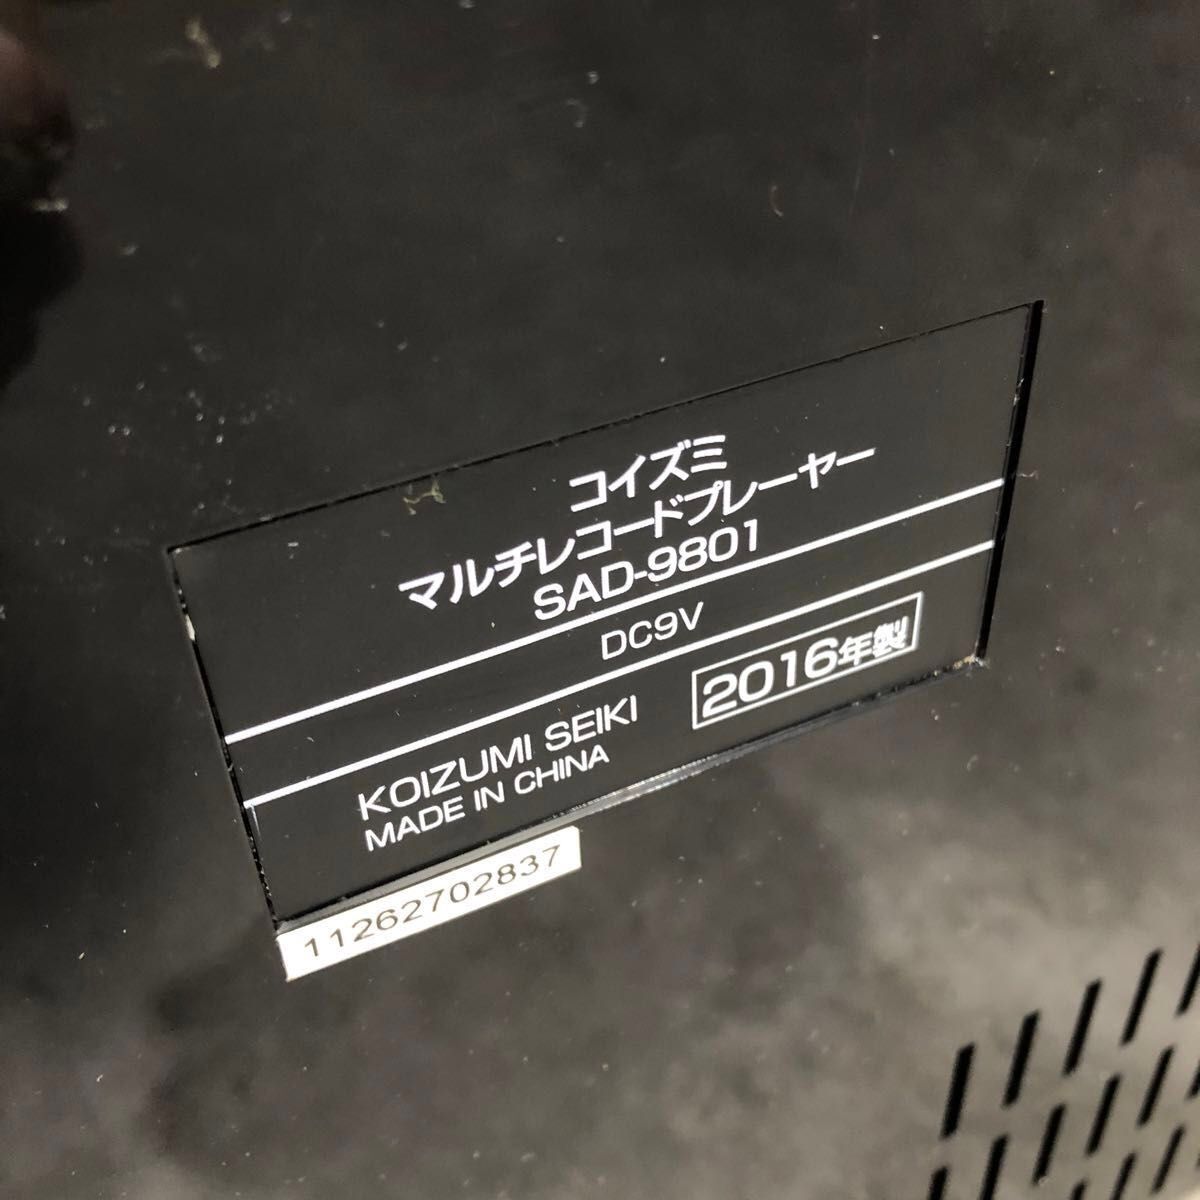 コイズミ
マルチレコードプレーヤー
SAD-9801
DC9V
KOIZUMI SEIKI
MADE IN CHINA
2016年製
11262702837